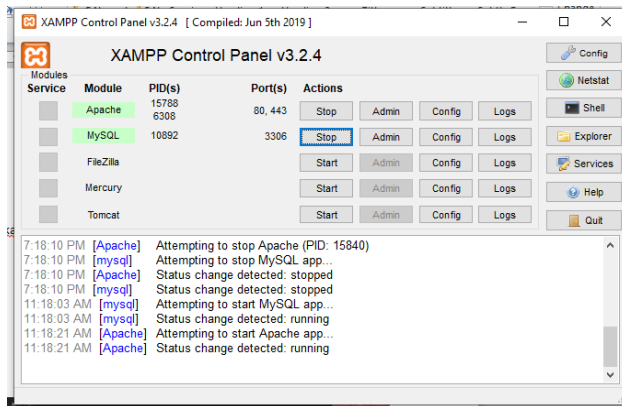 XAMPP Control Panel v3.2.4 [ Compiled: Jun 5th 2019 ]
XAMPP Control Panel v3.2.4
Config
Modules
Service Module PID(s) Port(s) Actions
Netstat
Apache 15788 6308 80, 443 Stop Admin Config Logs
Shell
MySQL 10892 3306 Stop Admin Config Logs
Explorer
FileZilla Start Admin Config Logs
Services
Mercury Start Admin Config Logs
Help
Tomcat Start Admin Config Logs
Quit
7:18:10 PM [Apache] Attempting to stop Apache (PID: 15840)
7:18:10 PM [mysql] Attempting to stop MySQL app...
7:18:10 PM [Apache] Status change detected: stopped
7:18:10 PM [mysql] Status change detected: stopped
11:18:03 AM [mysql] Attempting to start MySQL app...
11:18:03 AM [mysql] Status change detected: running
11:18:21 AM [Apache] Attempting to start Apache app...
11:18:21 AM [Apache] Status change detected: running